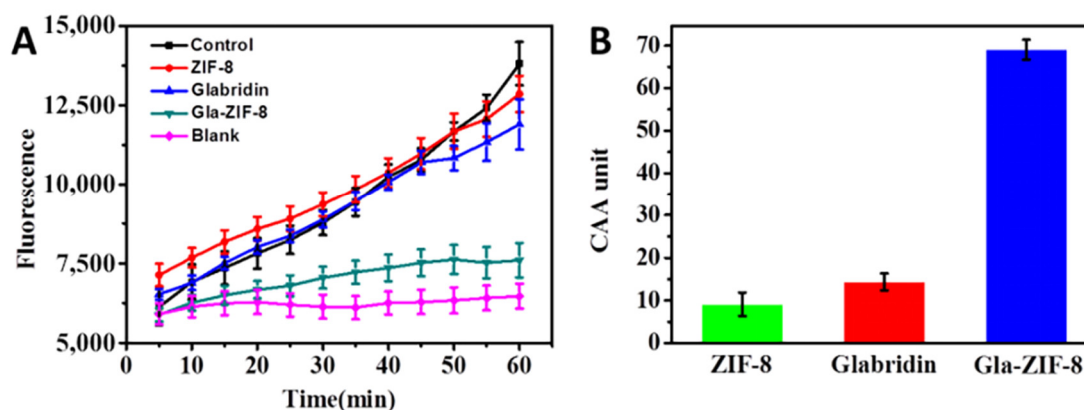 A
Fluorescence
15,000
12,500
10,000
7,500
5,000
Control
ZIF-8
Glabridin
Gla-ZIF-8
Blank
0 10 20 30 40 50 60
Time(min)
B
CAA unit
70
60
50
40
30
20
10
0
ZIF-8 Glabridin Gla-ZIF-8